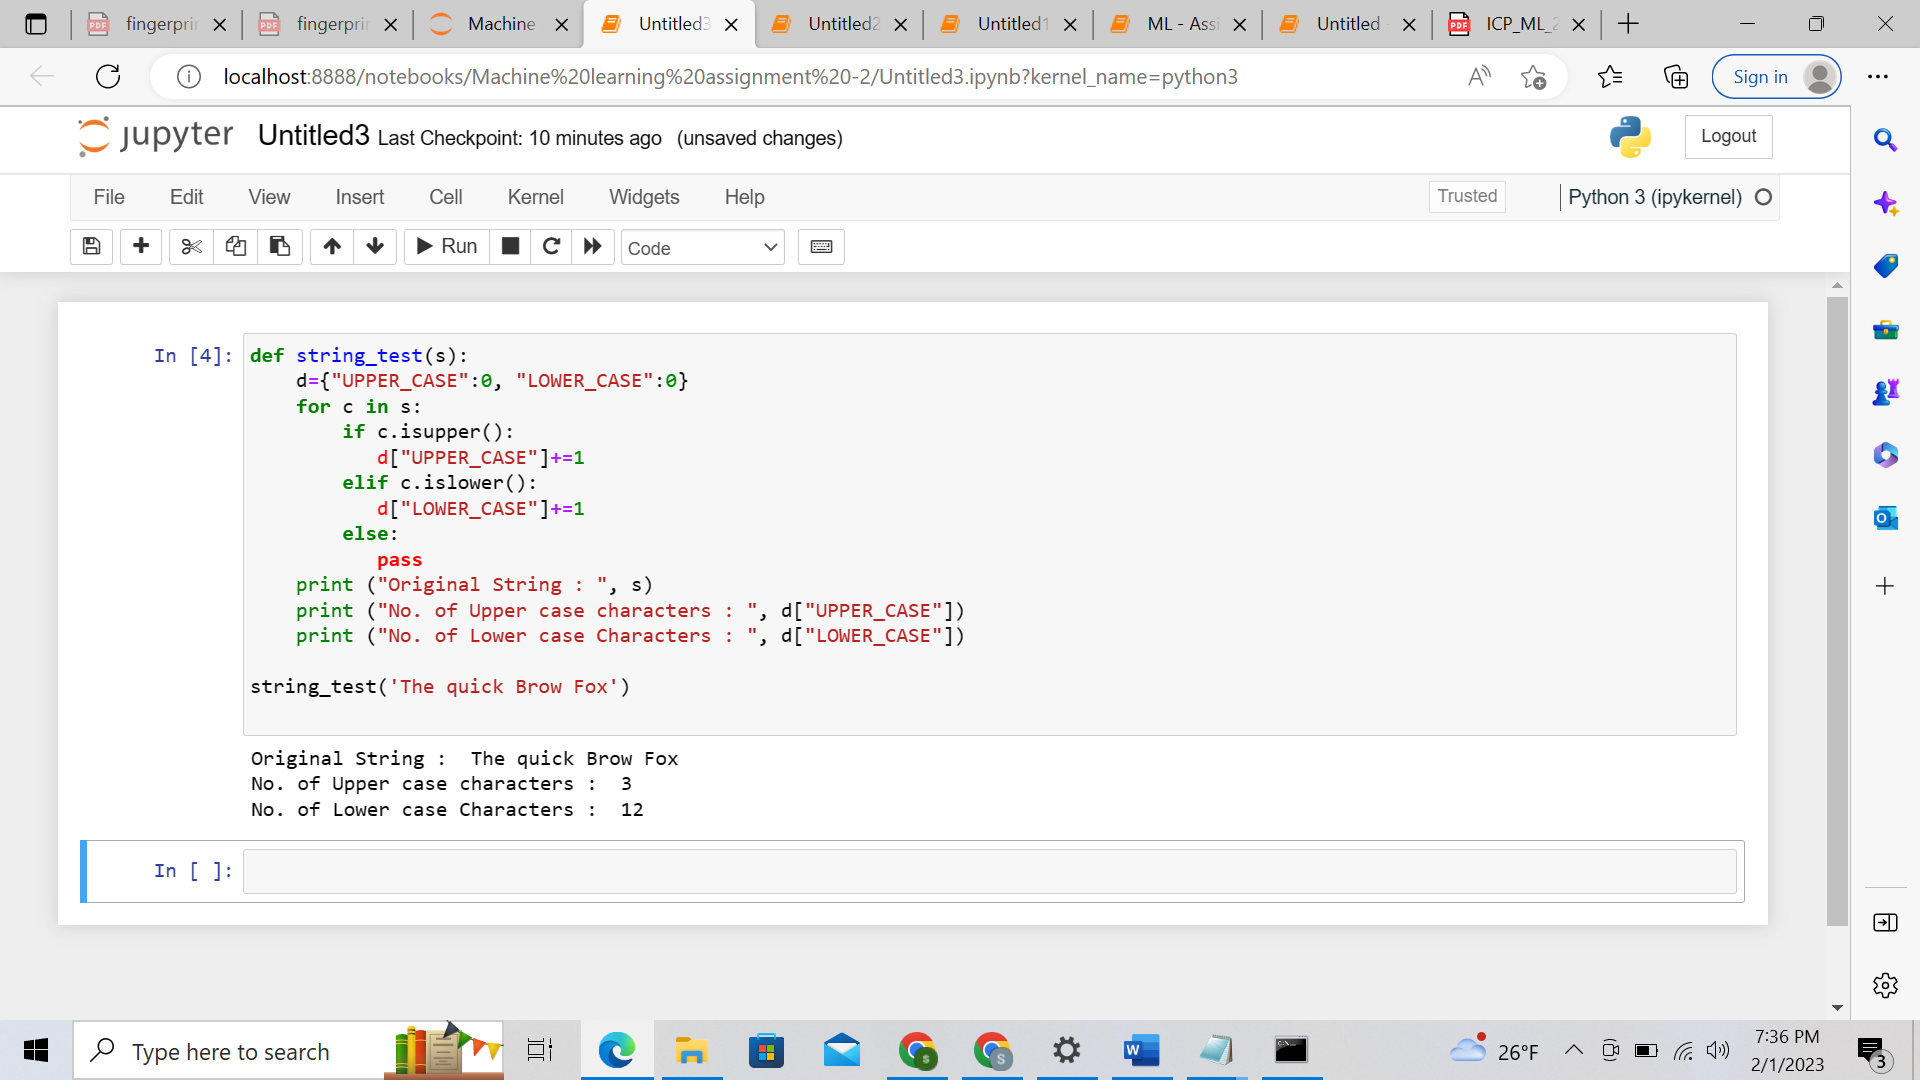 fingerpri
fingerprin
Machine
Untitled3
Untitled2
Untitled1
ML - Assi
Untitled
ICP_ML_2
localhost:8888/notebooks/Machine%20learning%20assignment%20-2/Untitled3.ipynb?kernel_name=python3
Sign in
jupyter Untitled3 Last Checkpoint: 10 minutes ago (unsaved changes)
Logout
File Edit View Insert Cell Kernel Widgets Help
Trusted
Python 3 (ipykernel)
Run
Code
In [4]:
def string_test(s):
    d={"UPPER_CASE":0, "LOWER_CASE":0}
    for c in s:
        if c.isupper():
           d["UPPER_CASE"]+=1
        elif c.islower():
           d["LOWER_CASE"]+=1
        else:
           pass
    print ("Original String : ", s)
    print ("No. of Upper case characters : ", d["UPPER_CASE"])
    print ("No. of Lower case Characters : ", d["LOWER_CASE"])
string_test('The quick Brow Fox')
Original String :  The quick Brow Fox
No. of Upper case characters :  3
No. of Lower case Characters :  12
In [ ]:
Type here to search
26°F
7:36 PM
2/1/2023
3